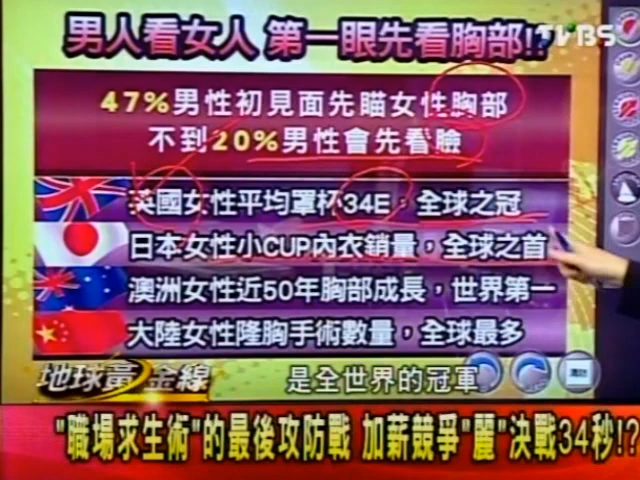 男人看女人 第一眼先看胸部!?
TVBS
47%男性初見面先瞄女性胸部
不到20%男性會先看臉
英國女性平均罩杯34E，全球之冠
日本女性小CUP內衣銷量，全球之首
澳洲女性近50年胸部成長，世界第一
大陸女性隆胸手術數量，全球最多
地球黃金線
是全世界的冠軍
"職場求生術"的最後攻防戰 加薪競爭"麗"決戰34秒!?